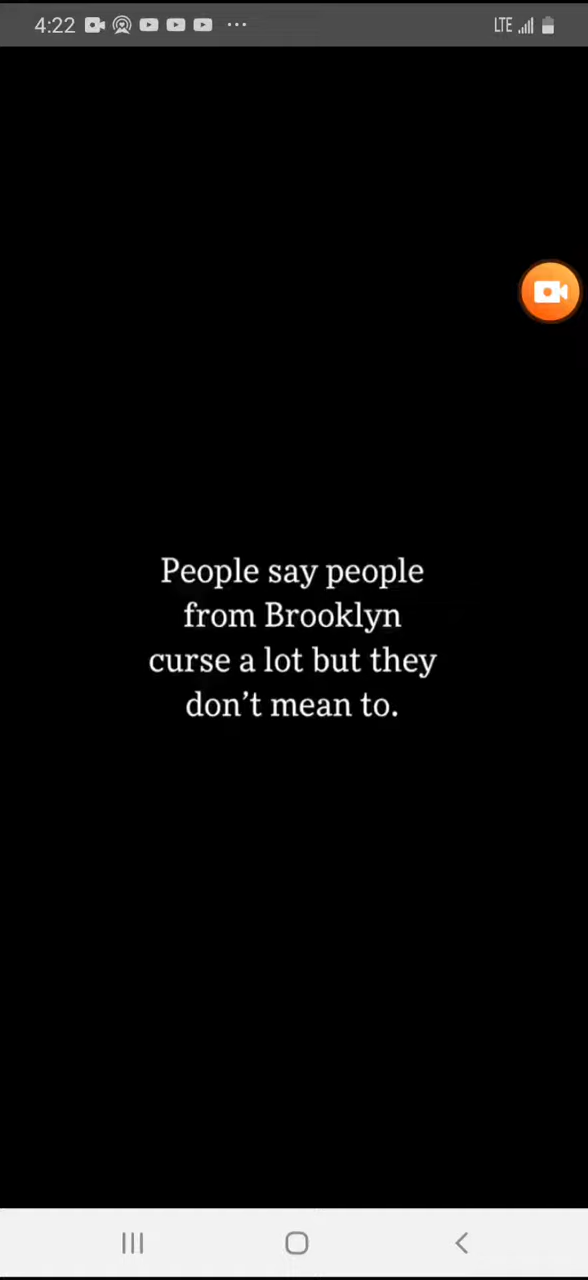 4:22
LTE
People say people
from Brooklyn
curse a lot but they
don’t mean to.